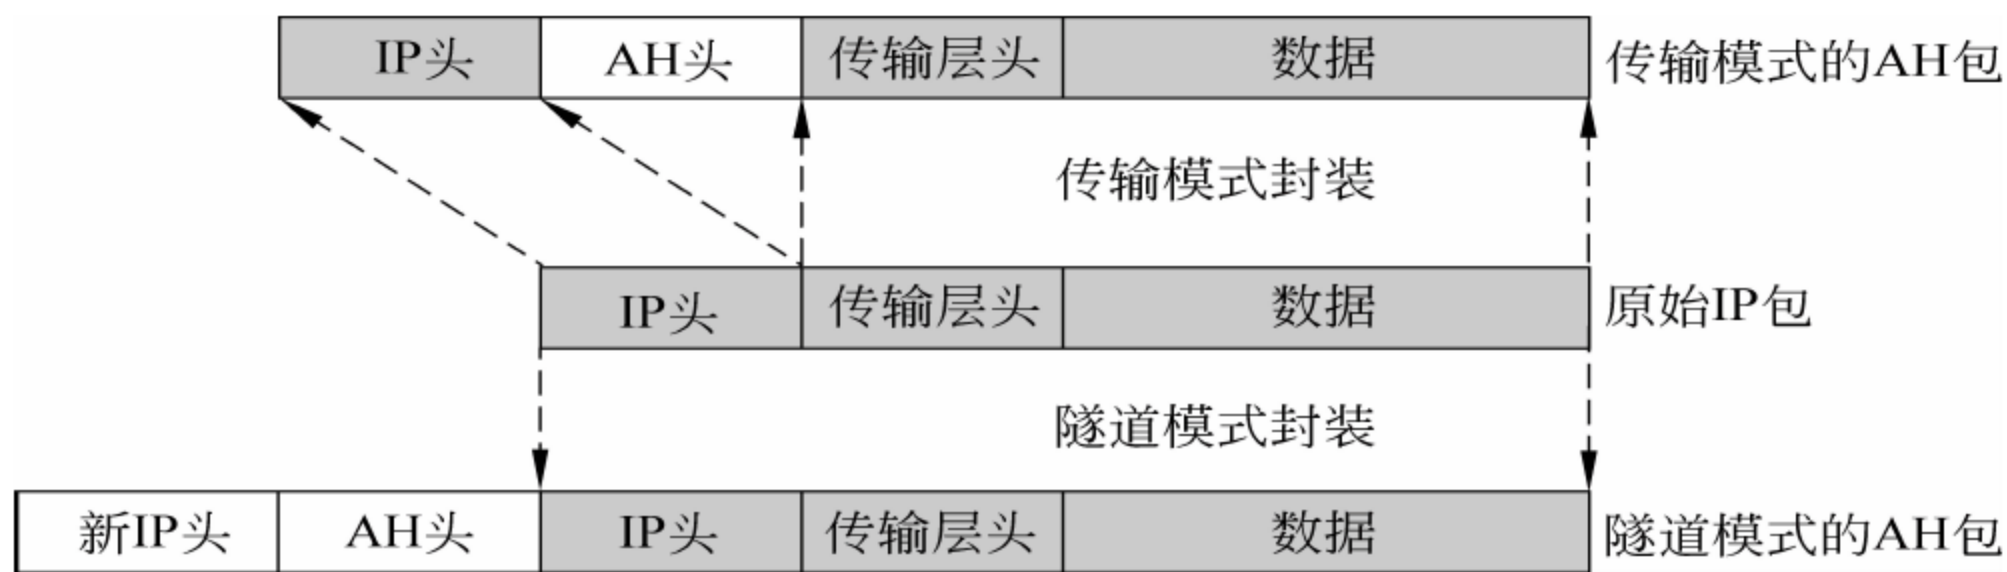 IP头 AH头 传输层头 数据 传输模式的AH包
传输模式封装
IP头 传输层头 数据 原始IP包
隧道模式封装
新IP头 AH头 IP头 传输层头 数据 隧道模式的AH包